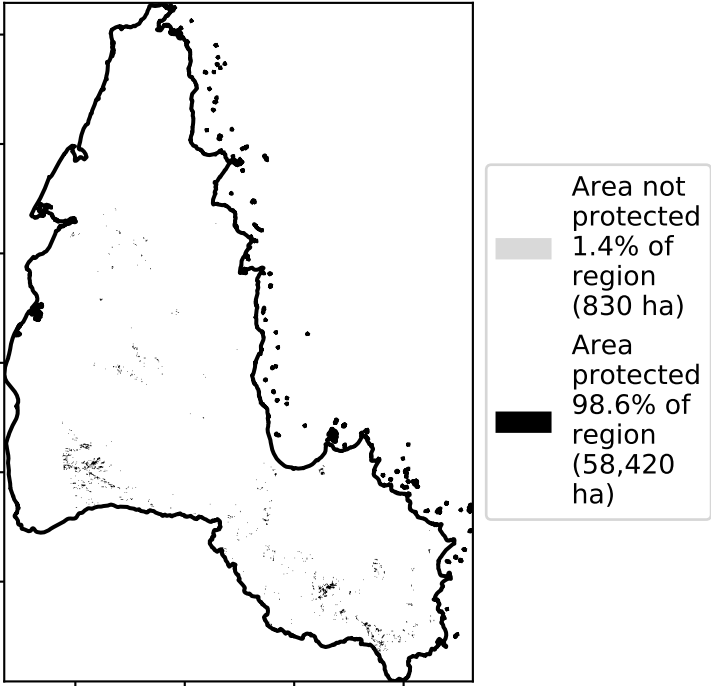 Area not
protected
1.4% of
region
(830 ha)
Area
protected
98.6% of
region
(58,420
ha)